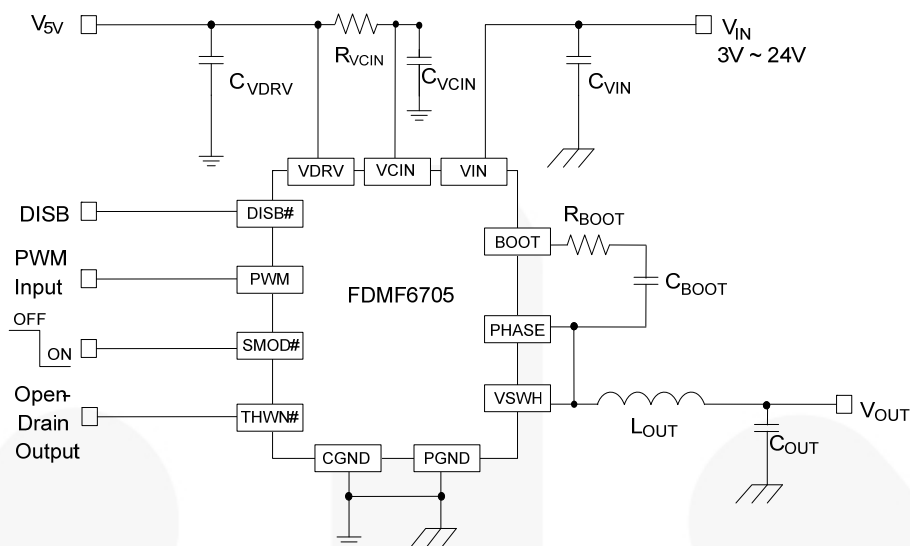 V5V
CVDRV
RVCIN
CVCIN
CVIN
VIN
3V ~ 24V
VDRV
VCIN
VIN
DISB
DISB#
PWM
Input
PWM
OFF
ON
SMOD#
Open-
Drain
Output
THWN#
FDMF6705
BOOT
RBOOT
CBOOT
PHASE
VSWH
LOUT
VOUT
COUT
CGND
PGND